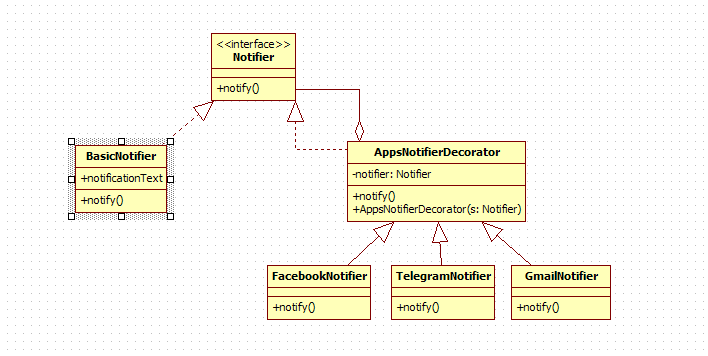 <<interface>>
Notifier
+notify()
BasicNotifier
+notificationText
+notify()
AppsNotifierDecorator
-notifier: Notifier
+notify()
+AppsNotifierDecorator(s: Notifier)
FacebookNotifier
+notify()
TelegramNotifier
+notify()
GmailNotifier
+notify()